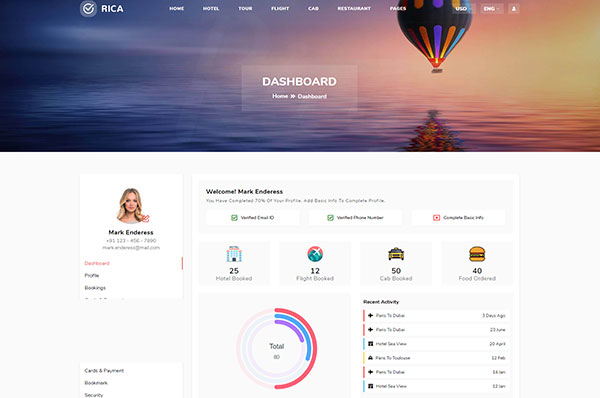 RICA
HOME HOTEL TOUR FLIGHT CAB RESTAURANT PAGES USD ENG
DASHBOARD
Home » Dashboard
Mark Enderess
+91 123 - 456 - 7890
mark.enderess@mail.com
Dashboard
Profile
Bookings
Cards & Payment
Bookmark
Security
Welcome! Mark Enderess
You Have Completed 70% Of Your Profile. Add Basic Info To Complete Profile.
Verified Email ID
Verified Phone Number
Complete Basic Info
25
Hotel Booked
12
Flight Booked
50
Cab Booked
40
Food Ordered
Total
80
Recent Activity
Paris To Dubai 3 Days Ago
Paris To Dubai 23 June
Hotel Sea View 20 April
Paris To Toulouse 12 Feb
Paris To Dubai 14 Jan
Hotel Sea View 12 Jan